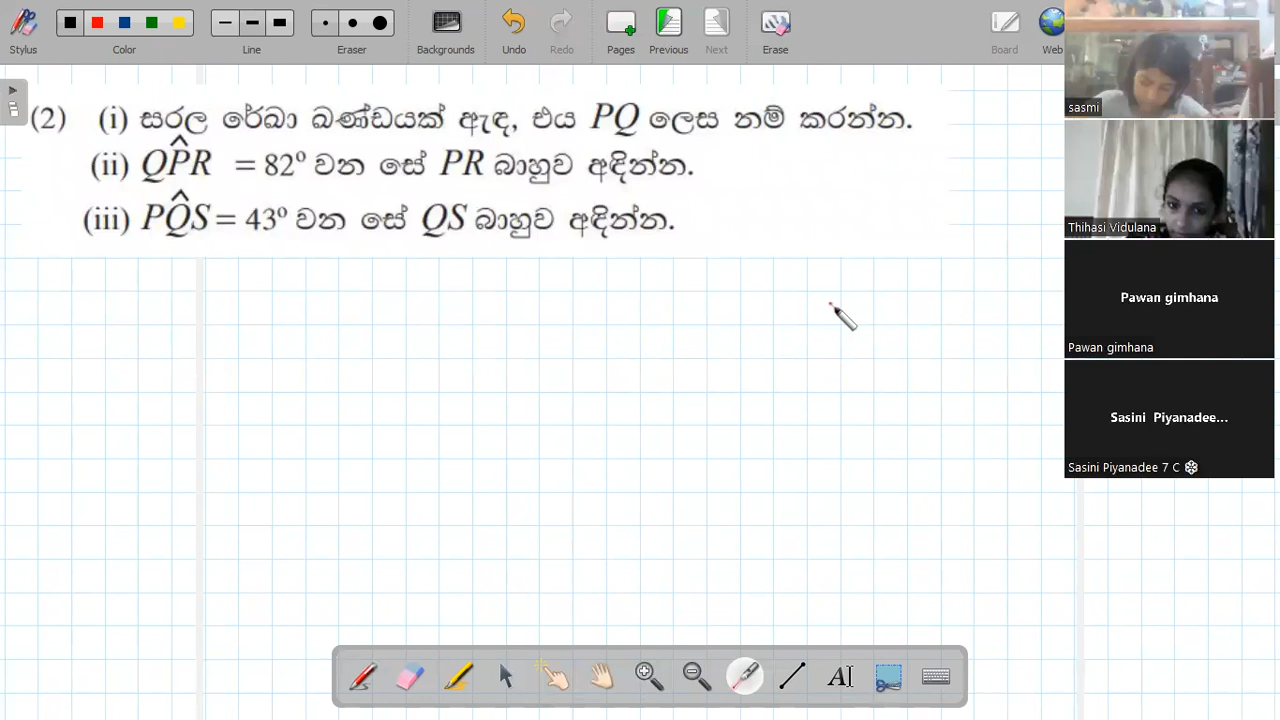 Stylus
Color
Line
Eraser
Backgrounds
Undo
Redo
Pages
Previous
Next
Erase
Board
Web
(2) (i) සරල රේඛා ඛණ්ඩයක් ඇඳ, එය PQ ලෙස නම් කරන්න.
(ii) QP̂R = 82° වන සේ PR බාහුව අඳින්න.
(iii) PQ̂S = 43° වන සේ QS බාහුව අඳින්න.
sasmi
Thihasi Vidulana
Pawan gimhana
Pawan gimhana
Sasini Piyanadee...
Sasini Piyanadee 7 C